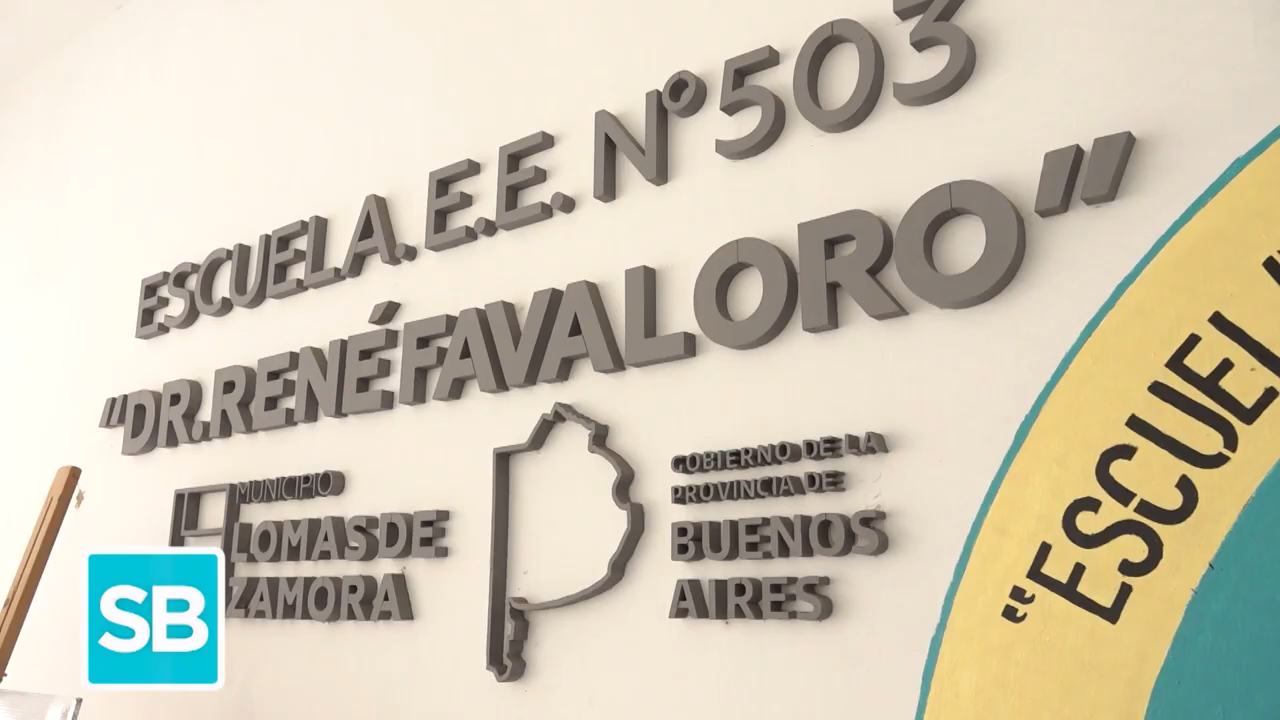 ESCUELA. E.E. N°503
"DR. RENÉ FAVALORO"
MUNICIPIO
LOMAS DE
ZAMORA
GOBIERNO DE LA
PROVINCIA DE
BUENOS
AIRES
"ESCUEL
SB